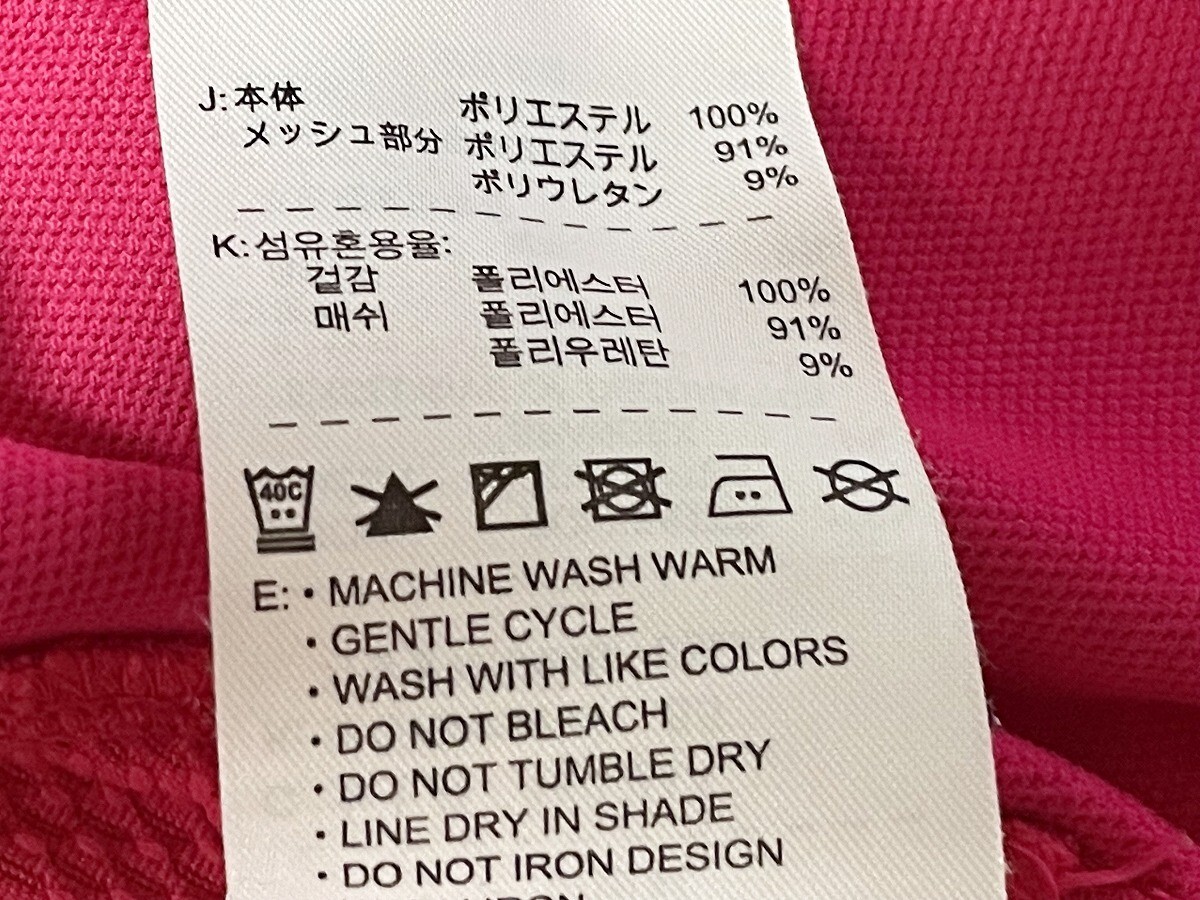 J: 本体 ポリエステル 100%
メッシュ部分 ポリエステル 91%
ポリウレタン 9%
K: 섬유혼용율:
겉감 폴리에스터 100%
매쉬 폴리에스터 91%
폴리우레탄 9%
40C
E: • MACHINE WASH WARM
• GENTLE CYCLE
• WASH WITH LIKE COLORS
• DO NOT BLEACH
• DO NOT TUMBLE DRY
• LINE DRY IN SHADE
• DO NOT IRON DESIGN
IRON